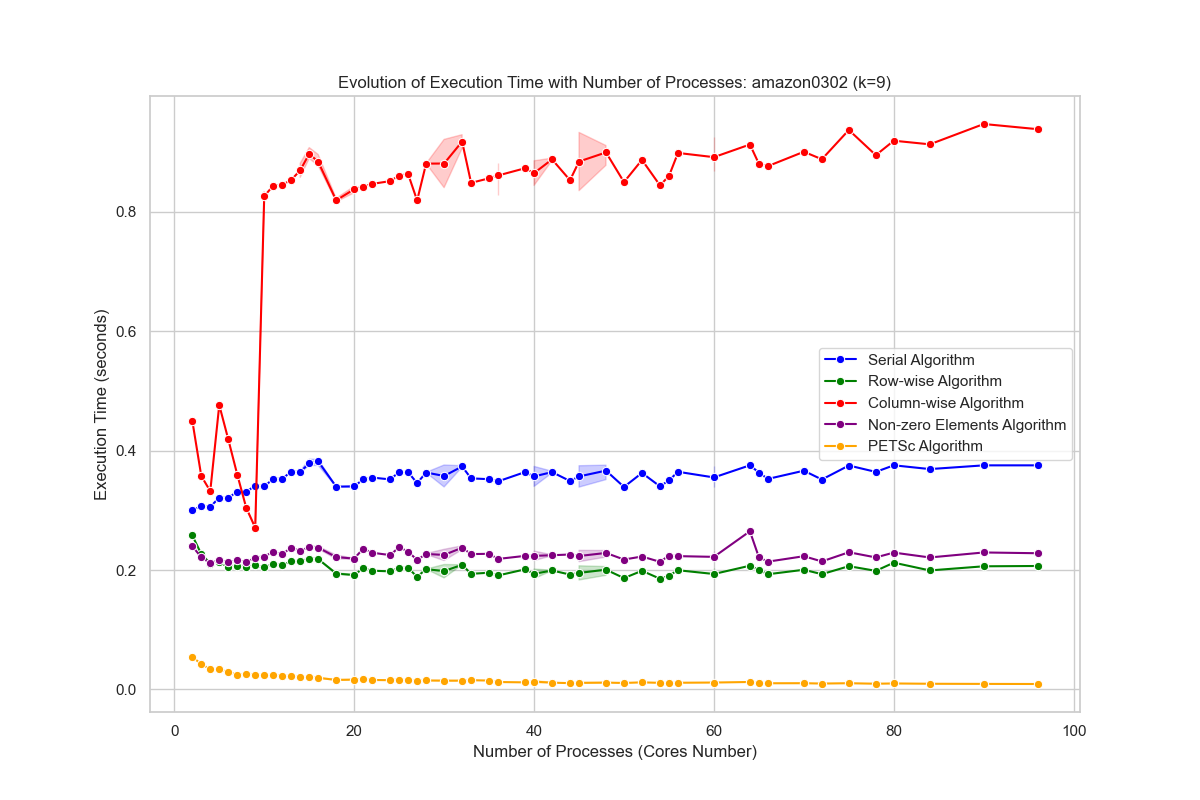 Evolution of Execution Time with Number of Processes: amazon0302 (k=9)
Execution Time (seconds)
0.8
0.6
0.4
0.2
0.0
Serial Algorithm
Row-wise Algorithm
Column-wise Algorithm
Non-zero Elements Algorithm
PETSc Algorithm
0 20 40 60 80 100
Number of Processes (Cores Number)